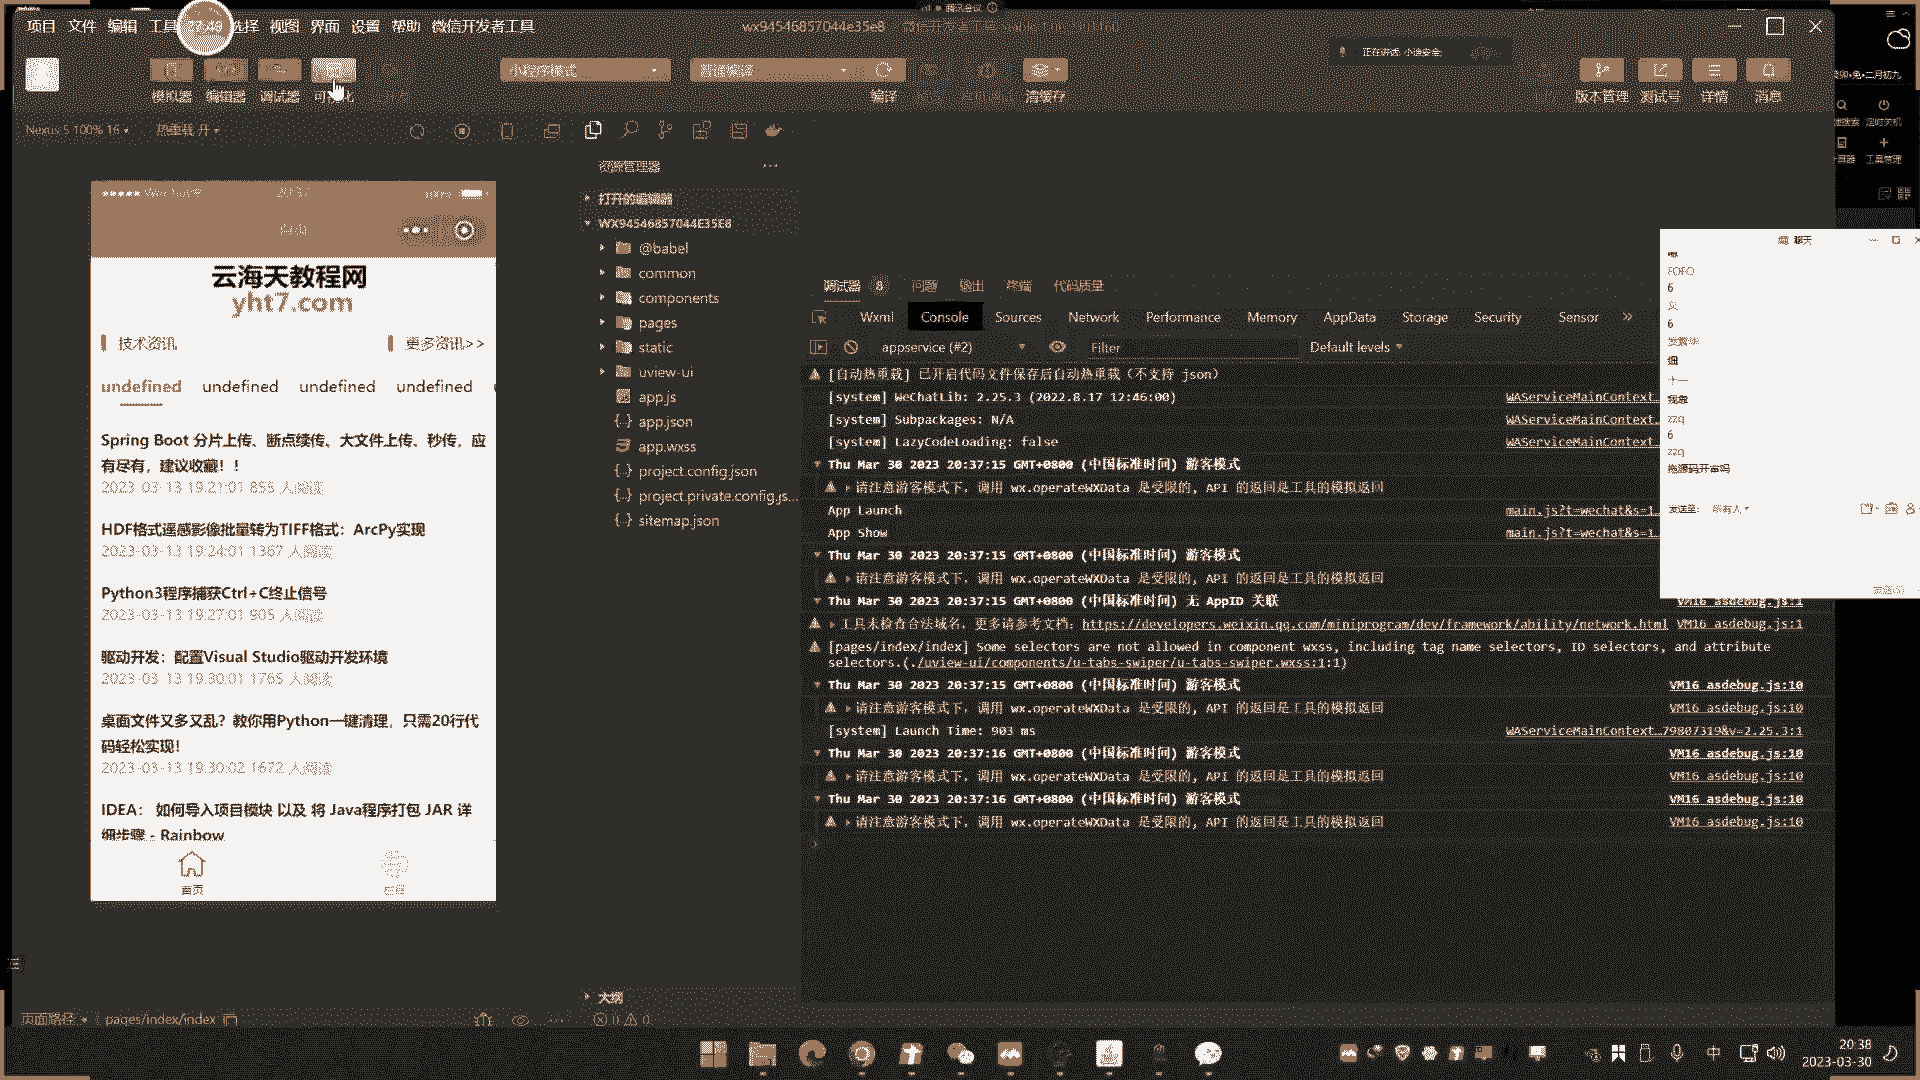 项目 文件 编辑 工具 选择 视图 界面 设置 帮助 微信开发者工具
wx94546857044e35e8
正在讲话: 小迪安全;
模拟器 编辑器 调试器
小程序模式
普通编译
编译
清缓存
版本管理 测试号 详情 消息
Nexus 5 100% 16
热重载 开
云海天教程网
yht7.com
技术资讯
更多资讯>>
undefined undefined undefined undefined
Spring Boot 分片上传、断点续传、大文件上传、秒传，应
有尽有，建议收藏！！
2023-03-13 19:21:01 855 人阅读
HDF格式遥感影像批量转为TIFF格式：ArcPy实现
2023-03-13 19:24:01 1367 人阅读
Python3程序捕获Ctrl+C终止信号
2023-03-13 19:27:01 905 人阅读
驱动开发：配置Visual Studio驱动开发环境
2023-03-13 19:30:01 1765 人阅读
桌面文件又多又乱？教你用Python一键清理，只需20行代
码轻松实现！
2023-03-13 19:30:02 1672 人阅读
IDEA： 如何导入项目模块 以及 将 Java程序打包 JAR 详
细步骤 - Rainbow
首页
页面路径
pages/index/index
资源管理器
打开的编辑器
WX94546857044E35E8
@babel
common
components
pages
static
uview-ui
app.js
app.json
app.wxss
project.config.json
project.private.config.js...
sitemap.json
大纲
0 0
调试器 8 问题 输出 终端 代码质量
Wxml Console Sources Network Performance Memory AppData Storage Security Sensor »
appservice (#2)
Filter
Default levels
[自动热重载] 已开启代码文件保存后自动热重载（不支持 json）
[system] WeChatLib: 2.25.3 (2022.8.17 12:46:00) WAServiceMainContext…
[system] Subpackages: N/A WAServiceMainContext…
[system] LazyCodeLoading: false WAServiceMainContext…
Thu Mar 30 2023 20:37:15 GMT+0800 (中国标准时间) 游客模式
请注意游客模式下，调用 wx.operateWXData 是受限的, API 的返回是工具的模拟返回
App Launch main.js?t=wechat&s=1…
App Show main.js?t=wechat&s=1…
Thu Mar 30 2023 20:37:15 GMT+0800 (中国标准时间) 游客模式
请注意游客模式下，调用 wx.operateWXData 是受限的, API 的返回是工具的模拟返回
Thu Mar 30 2023 20:37:15 GMT+0800 (中国标准时间) 无 AppID 关联 VM16 asdebug.js:1
工具未检查合法域名，更多请参考文档：https://developers.weixin.qq.com/miniprogram/dev/framework/ability/network.html VM16 asdebug.js:1
[pages/index/index] Some selectors are not allowed in component wxss, including tag name selectors, ID selectors, and attribute
selectors.(./uview-ui/components/u-tabs-swiper/u-tabs-swiper.wxss:1:1)
Thu Mar 30 2023 20:37:15 GMT+0800 (中国标准时间) 游客模式 VM16 asdebug.js:10
请注意游客模式下，调用 wx.operateWXData 是受限的, API 的返回是工具的模拟返回 VM16 asdebug.js:10
[system] Launch Time: 903 ms WAServiceMainContext…79807319&v=2.25.3:1
Thu Mar 30 2023 20:37:16 GMT+0800 (中国标准时间) 游客模式 VM16 asdebug.js:10
请注意游客模式下，调用 wx.operateWXData 是受限的, API 的返回是工具的模拟返回 VM16 asdebug.js:10
Thu Mar 30 2023 20:37:16 GMT+0800 (中国标准时间) 游客模式 VM16 asdebug.js:10
请注意游客模式下，调用 wx.operateWXData 是受限的, API 的返回是工具的模拟返回 VM16 asdebug.js:10
聊天
6
6
zzq
6
zzq
拖源码开审吗
发送至: 所有人
中
20:38
2023-03-30